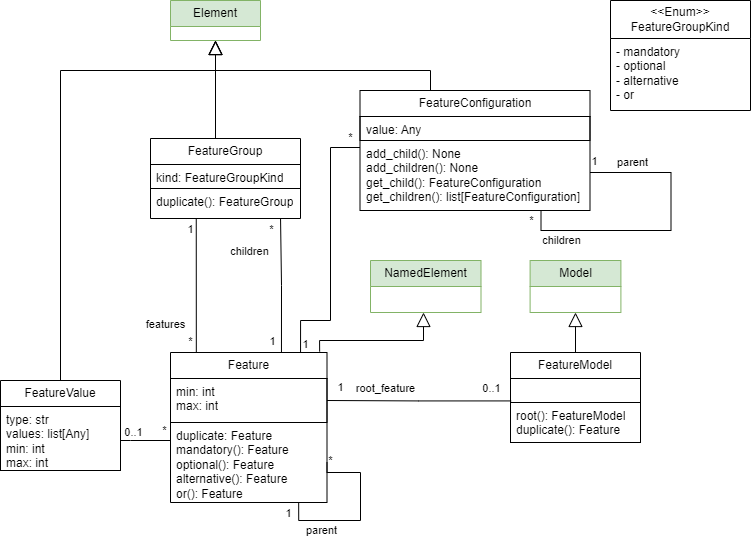 Element
<<Enum>>
FeatureGroupKind
- mandatory
- optional
- alternative
- or
FeatureConfiguration
value: Any
add_child(): None
add_children(): None
get_child(): FeatureConfiguration
get_children(): list[FeatureConfiguration]
*
1
parent
*
children
FeatureGroup
kind: FeatureGroupKind
duplicate(): FeatureGroup
1
*
children
features
*
1
1
NamedElement
Model
Feature
min: int
max: int
duplicate: Feature
mandatory(): Feature
optional(): Feature
alternative(): Feature
or(): Feature
1
root_feature
0..1
FeatureModel
root(): FeatureModel
duplicate(): Feature
FeatureValue
type: str
values: list[Any]
min: int
max: int
0..1
*
*
1
parent